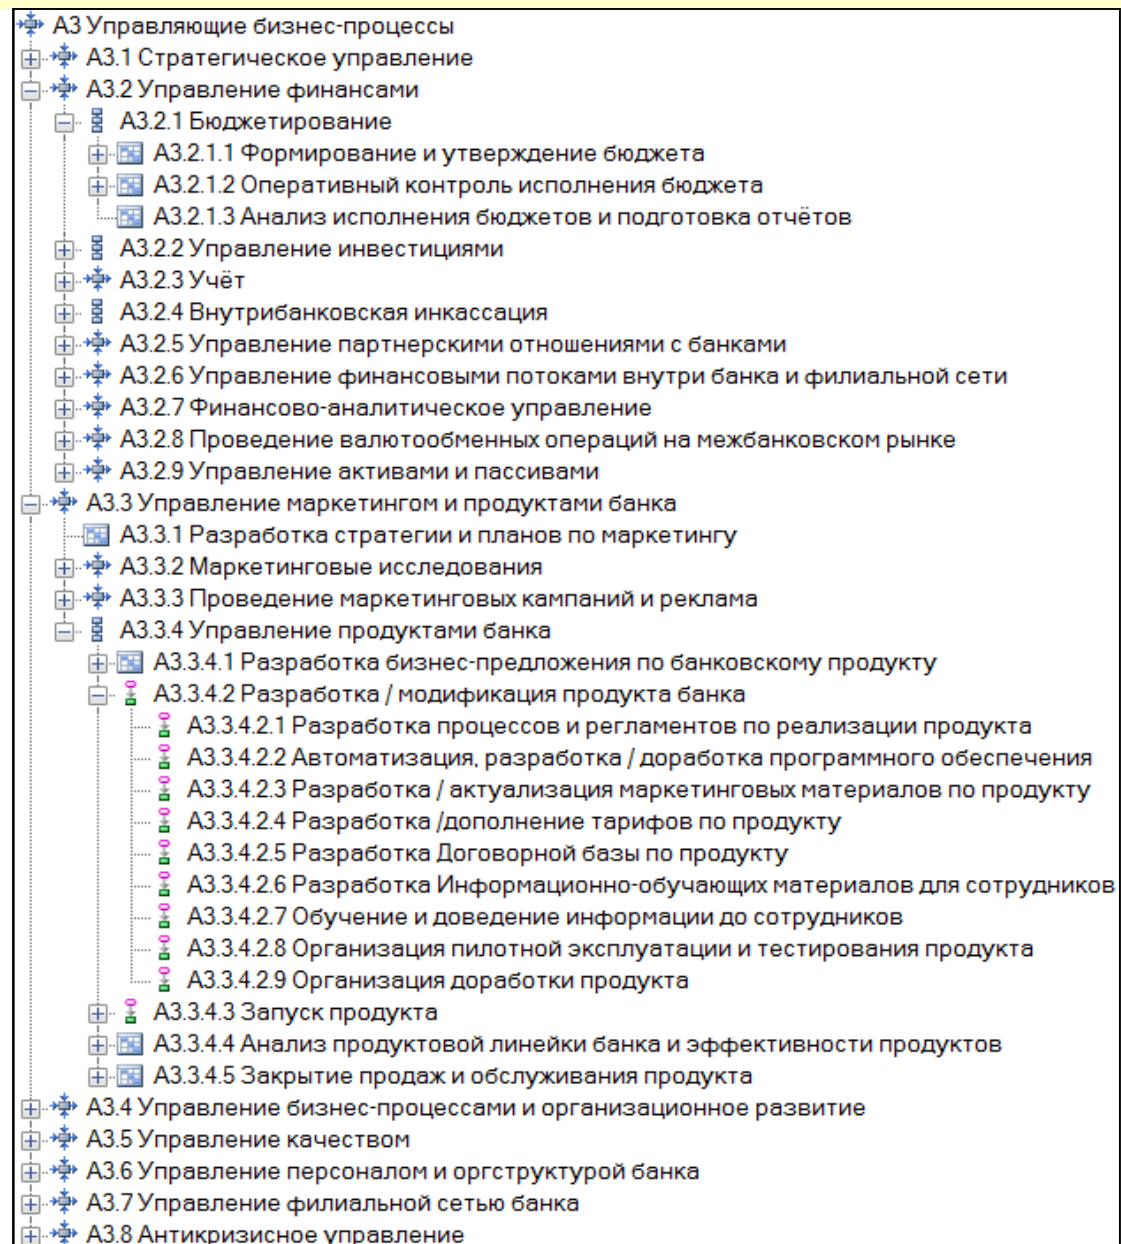 А3 Управляющие бизнес-процессы
А3.1 Стратегическое управление
А3.2 Управление финансами
А3.2.1 Бюджетирование
А3.2.1.1 Формирование и утверждение бюджета
А3.2.1.2 Оперативный контроль исполнения бюджета
А3.2.1.3 Анализ исполнения бюджетов и подготовка отчётов
А3.2.2 Управление инвестициями
А3.2.3 Учёт
А3.2.4 Внутрибанковская инкассация
А3.2.5 Управление партнерскими отношениями с банками
А3.2.6 Управление финансовыми потоками внутри банка и филиальной сети
А3.2.7 Финансово-аналитическое управление
А3.2.8 Проведение валютообменных операций на межбанковском рынке
А3.2.9 Управление активами и пассивами
А3.3 Управление маркетингом и продуктами банка
А3.3.1 Разработка стратегии и планов по маркетингу
А3.3.2 Маркетинговые исследования
А3.3.3 Проведение маркетинговых кампаний и реклама
А3.3.4 Управление продуктами банка
А3.3.4.1 Разработка бизнес-предложения по банковскому продукту
А3.3.4.2 Разработка / модификация продукта банка
А3.3.4.2.1 Разработка процессов и регламентов по реализации продукта
А3.3.4.2.2 Автоматизация, разработка / доработка программного обеспечения
А3.3.4.2.3 Разработка / актуализация маркетинговых материалов по продукту
А3.3.4.2.4 Разработка /дополнение тарифов по продукту
А3.3.4.2.5 Разработка Договорной базы по продукту
А3.3.4.2.6 Разработка Информационно-обучающих материалов для сотрудников
А3.3.4.2.7 Обучение и доведение информации до сотрудников
А3.3.4.2.8 Организация пилотной эксплуатации и тестирования продукта
А3.3.4.2.9 Организация доработки продукта
А3.3.4.3 Запуск продукта
А3.3.4.4 Анализ продуктовой линейки банка и эффективности продуктов
А3.3.4.5 Закрытие продаж и обслуживания продукта
А3.4 Управление бизнес-процессами и организационное развитие
А3.5 Управление качеством
А3.6 Управление персоналом и оргструктурой банка
А3.7 Управление филиальной сетью банка
А3.8 Антикризисное управление